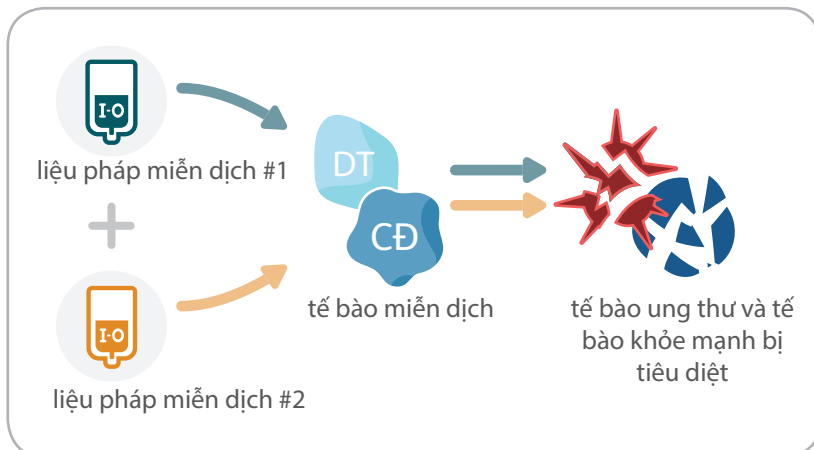 I-O
liệu pháp miễn dịch #1
I-O
liệu pháp miễn dịch #2
DT
CĐ
tế bào miễn dịch
tế bào ung thư và tế
bào khỏe mạnh bị
tiêu diệt